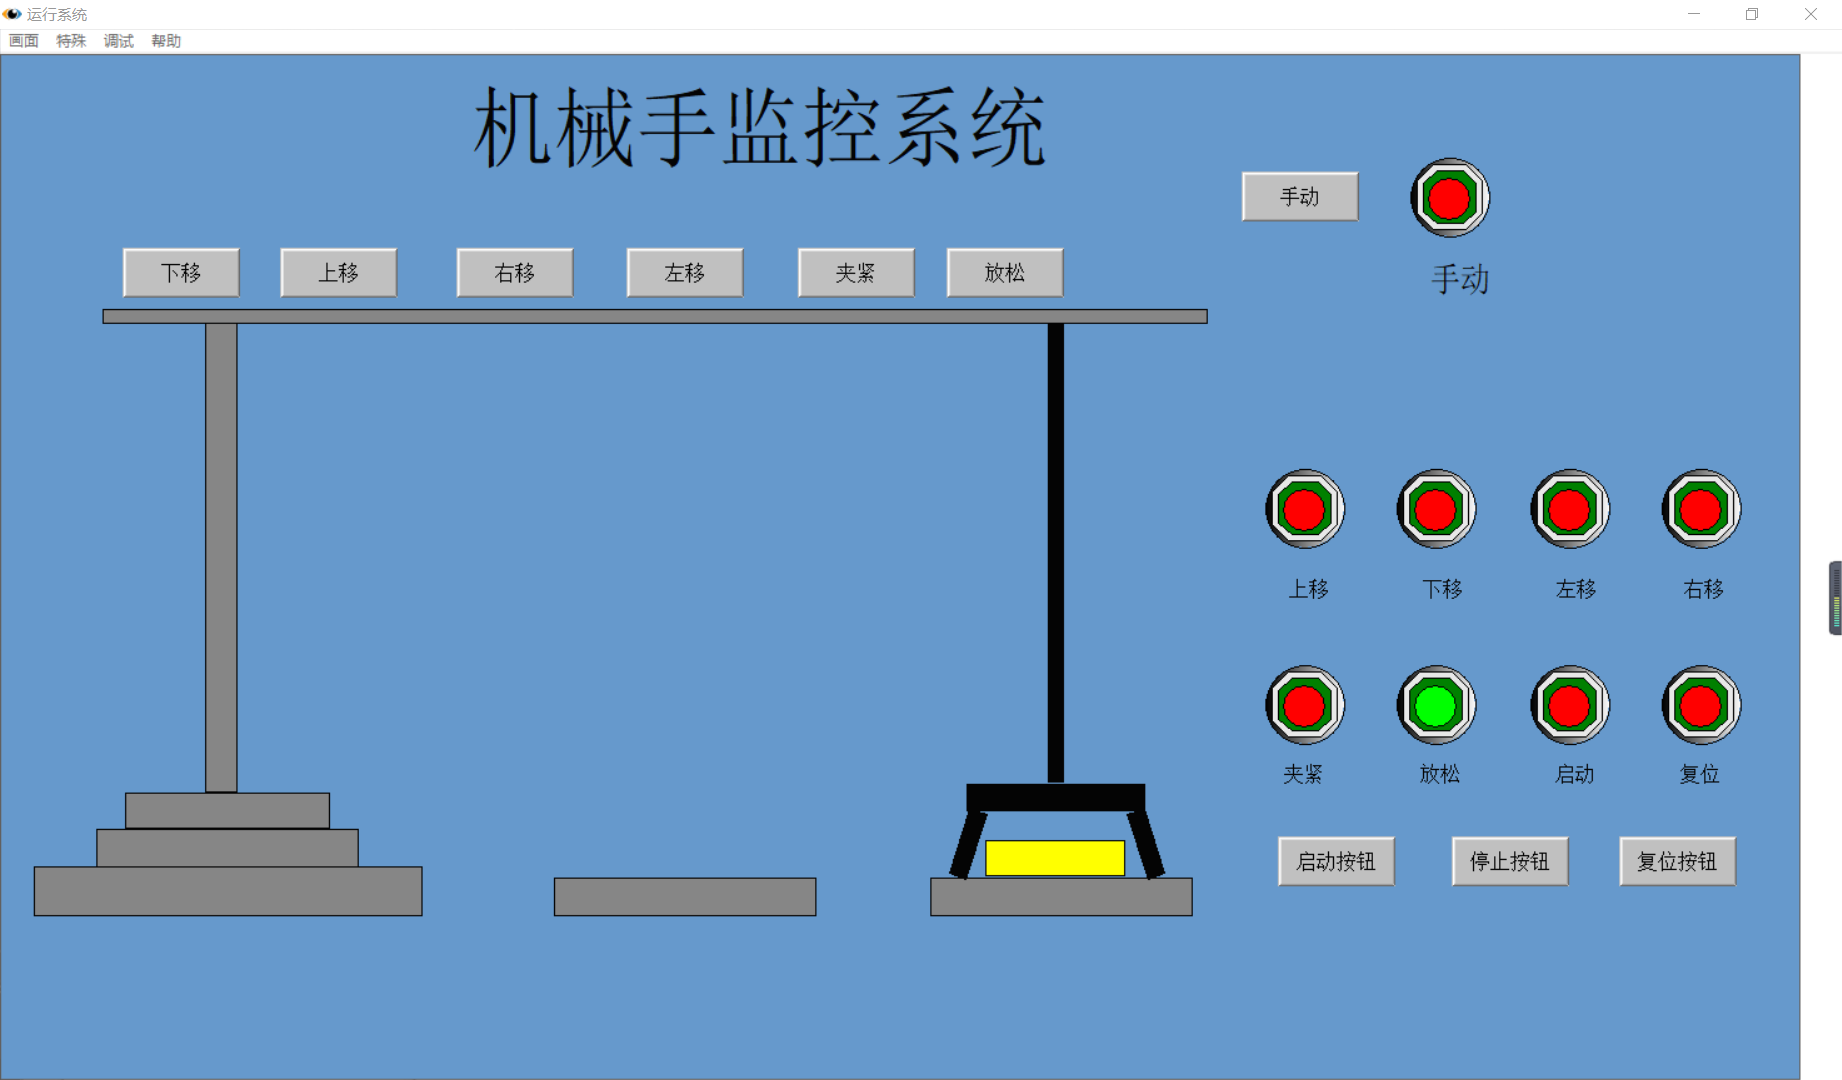 运行系统
画面 特殊 调试 帮助
机械手监控系统
手动
手动
下移 上移 右移 左移 夹紧 放松
上移 下移 左移 右移
夹紧 放松 启动 复位
启动按钮 停止按钮 复位按钮